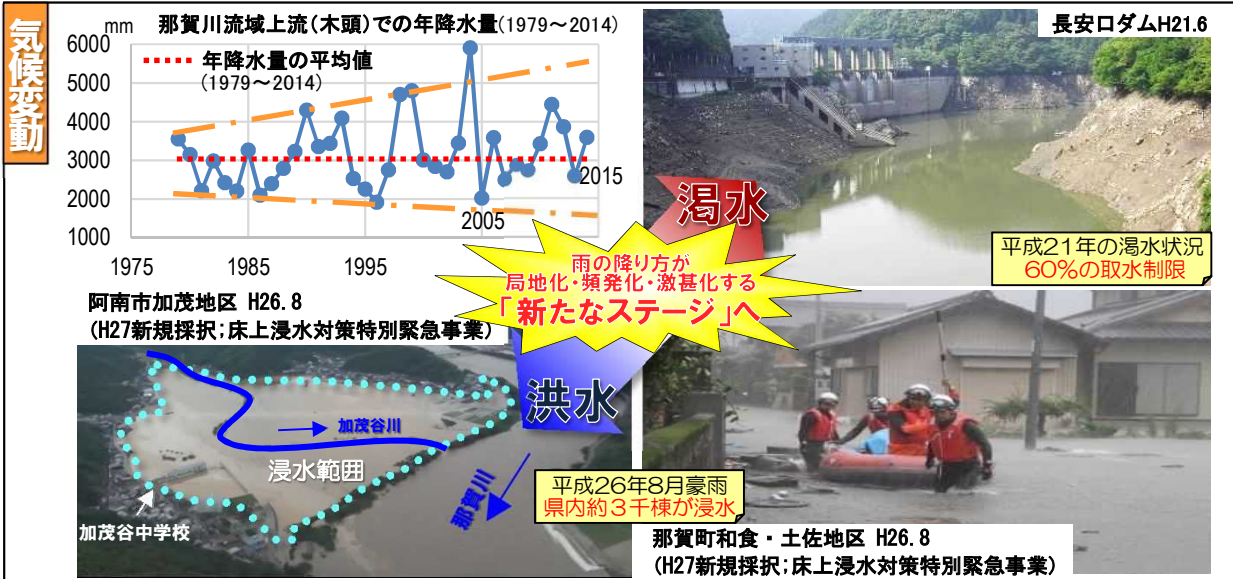 気候変動
mm
那賀川流域上流(木頭)での年降水量(1979～2014)
6000
5000
4000
3000
2000
1000
年降水量の平均値
(1979～2014)
1975
1985
1995
2005
2015
長安口ダムH21.6
渇水
平成21年の渇水状況
60%の取水制限
雨の降り方が
局地化・頻発化・激甚化する
「新たなステージ」へ
阿南市加茂地区 H26.8
(H27新規採択;床上浸水対策特別緊急事業)
洪水
加茂谷川
浸水範囲
那賀川
加茂谷中学校
平成26年8月豪雨
県内約3千棟が浸水
那賀町和食・土佐地区 H26.8
(H27新規採択;床上浸水対策特別緊急事業)